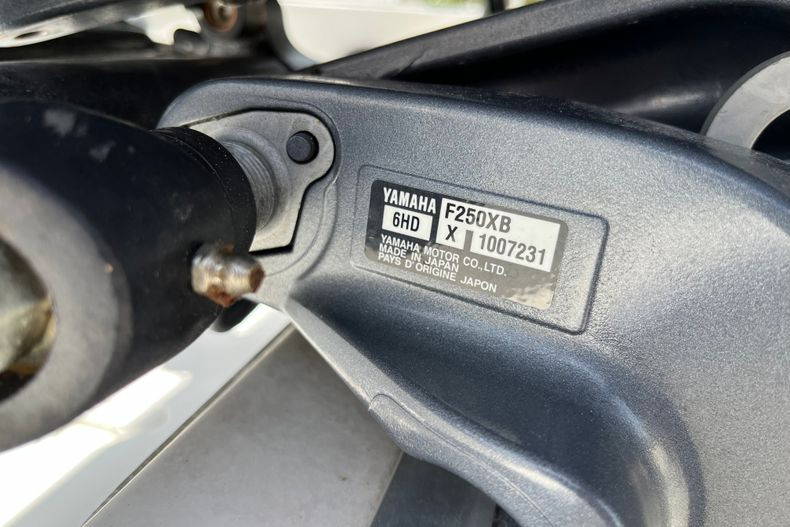 YAMAHA F250XB
6HD X 1007231
YAMAHA MOTOR CO., LTD.
MADE IN JAPAN
PAYS D'ORIGINE JAPON